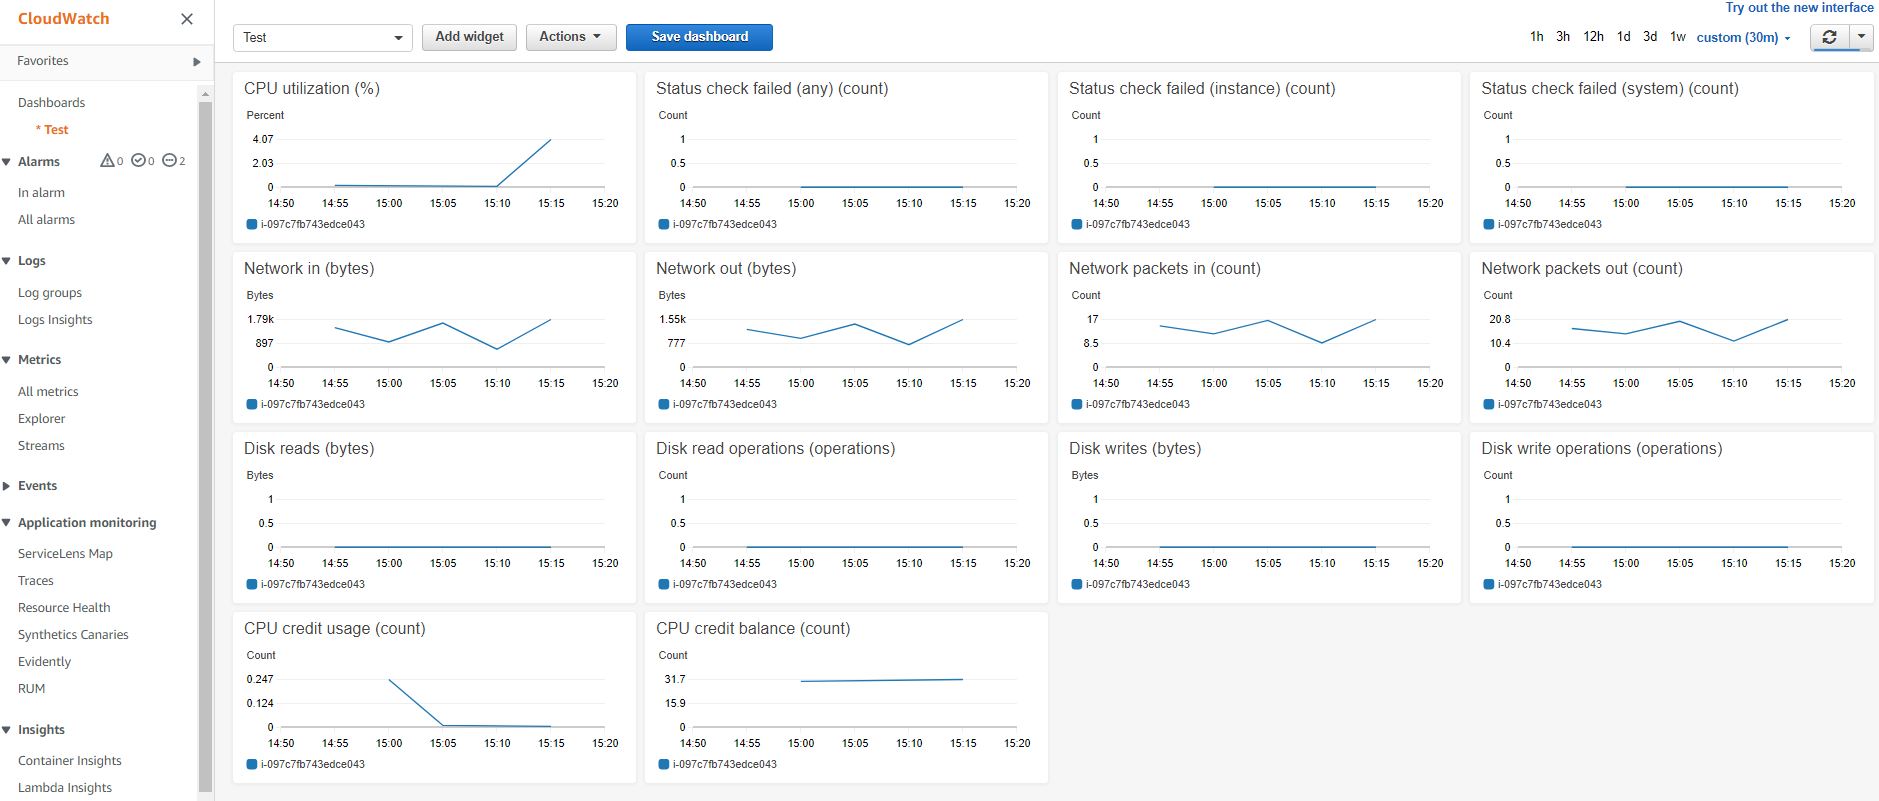 CloudWatch
Favorites
Dashboards
* Test
Alarms 0 0 2
In alarm
All alarms
Logs
Log groups
Logs Insights
Metrics
All metrics
Explorer
Streams
Events
Application monitoring
ServiceLens Map
Traces
Resource Health
Synthetics Canaries
Evidently
RUM
Insights
Container Insights
Lambda Insights
Try out the new interface
Test Add widget Actions Save dashboard 1h 3h 12h 1d 3d 1w custom (30m)
CPU utilization (%)
Percent
4.07
2.03
0
14:50 14:55 15:00 15:05 15:10 15:15 15:20
i-097c7fb743edce043
Status check failed (any) (count)
Count
1
0.5
0
14:50 14:55 15:00 15:05 15:10 15:15 15:20
i-097c7fb743edce043
Status check failed (instance) (count)
Count
1
0.5
0
14:50 14:55 15:00 15:05 15:10 15:15 15:20
i-097c7fb743edce043
Status check failed (system) (count)
Count
1
0.5
0
14:50 14:55 15:00 15:05 15:10 15:15 15:20
i-097c7fb743edce043
Network in (bytes)
Bytes
1.79k
897
0
14:50 14:55 15:00 15:05 15:10 15:15 15:20
i-097c7fb743edce043
Network out (bytes)
Bytes
1.55k
777
0
14:50 14:55 15:00 15:05 15:10 15:15 15:20
i-097c7fb743edce043
Network packets in (count)
Count
17
8.5
0
14:50 14:55 15:00 15:05 15:10 15:15 15:20
i-097c7fb743edce043
Network packets out (count)
Count
20.8
10.4
0
14:50 14:55 15:00 15:05 15:10 15:15 15:20
i-097c7fb743edce043
Disk reads (bytes)
Bytes
1
0.5
0
14:50 14:55 15:00 15:05 15:10 15:15 15:20
i-097c7fb743edce043
Disk read operations (operations)
Count
1
0.5
0
14:50 14:55 15:00 15:05 15:10 15:15 15:20
i-097c7fb743edce043
Disk writes (bytes)
Bytes
1
0.5
0
14:50 14:55 15:00 15:05 15:10 15:15 15:20
i-097c7fb743edce043
Disk write operations (operations)
Count
1
0.5
0
14:50 14:55 15:00 15:05 15:10 15:15 15:20
i-097c7fb743edce043
CPU credit usage (count)
Count
0.247
0.124
0
14:50 14:55 15:00 15:05 15:10 15:15 15:20
i-097c7fb743edce043
CPU credit balance (count)
Count
31.7
15.9
0
14:50 14:55 15:00 15:05 15:10 15:15 15:20
i-097c7fb743edce043